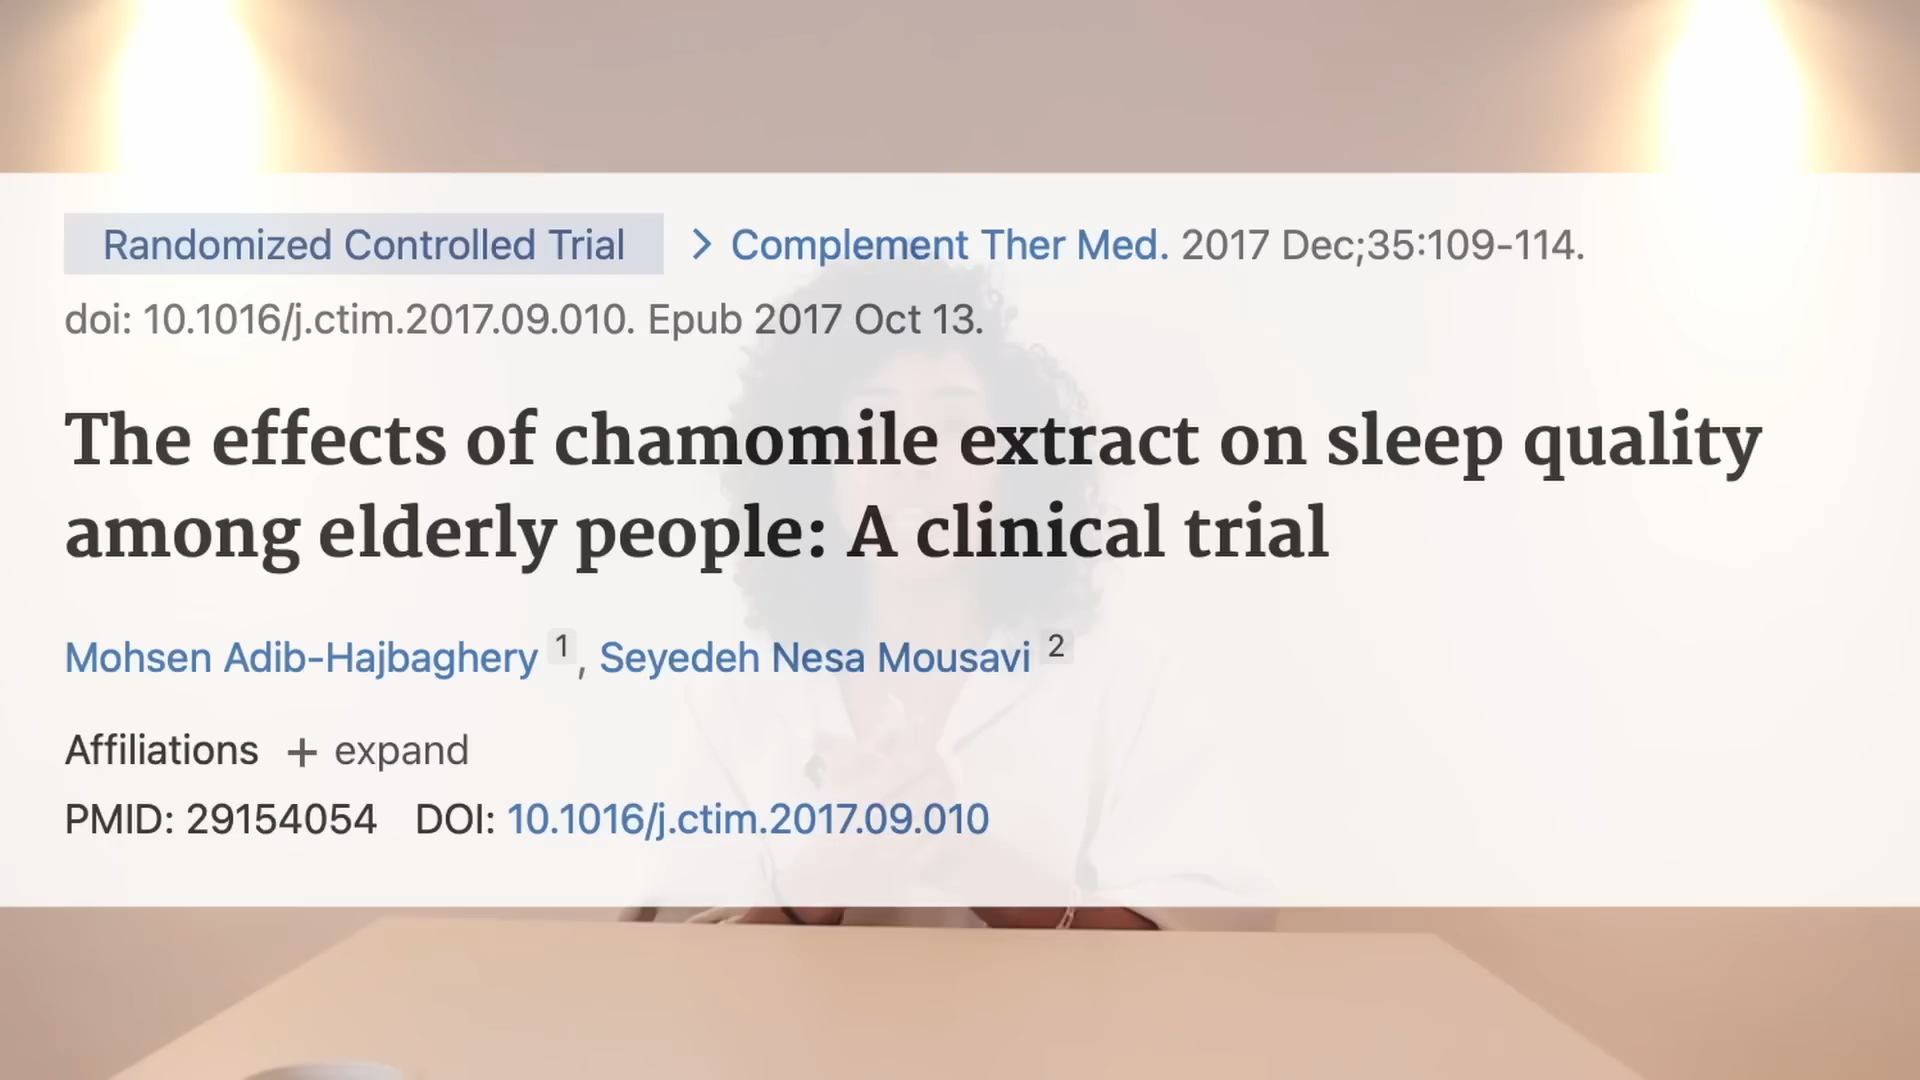 Randomized Controlled Trial > Complement Ther Med. 2017 Dec;35:109-114.
doi: 10.1016/j.ctim.2017.09.010. Epub 2017 Oct 13.
The effects of chamomile extract on sleep quality
among elderly people: A clinical trial
Mohsen Adib-Hajbaghery 1, Seyedeh Nesa Mousavi 2
Affiliations + expand
PMID: 29154054 DOI: 10.1016/j.ctim.2017.09.010